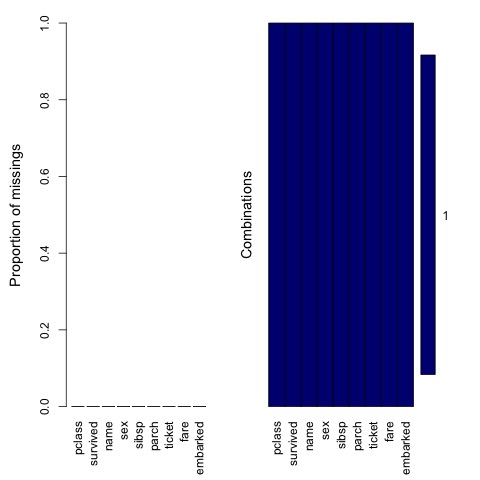 Proportion of missings
1.0
0.8
0.6
0.4
0.2
0.0
pclass
survived
name
sex
sibsp
parch
ticket
fare
embarked
Combinations
pclass
survived
name
sex
sibsp
parch
ticket
fare
embarked
1